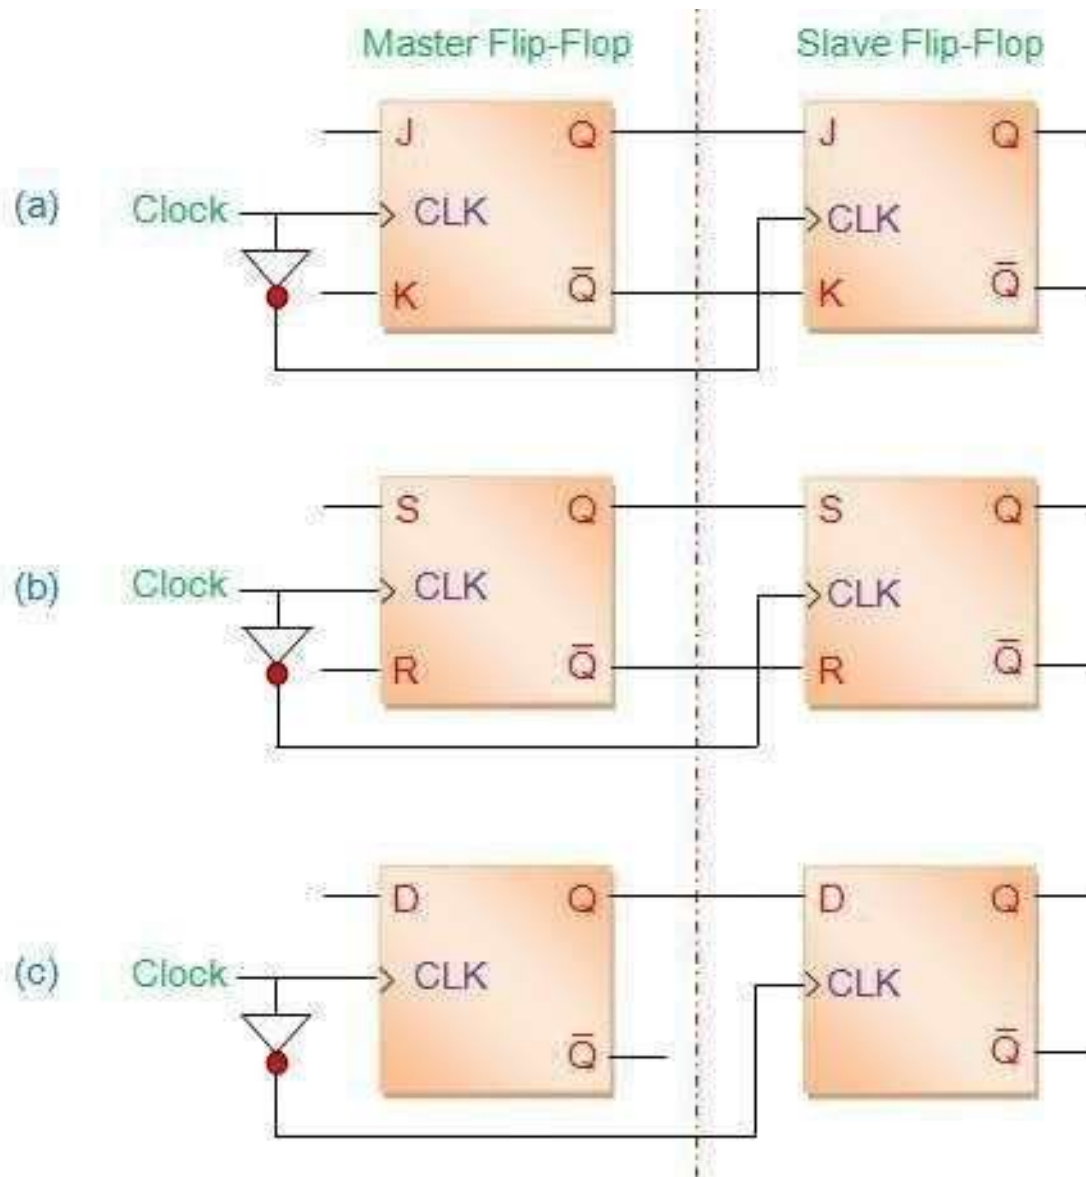 Master Flip-Flop Slave Flip-Flop
J Q J Q
(a) Clock CLK CLK
K Q̅ K Q̅
S Q S Q
(b) Clock CLK CLK
R Q̅ R Q̅
D Q D Q
(c) Clock CLK CLK
Q̅ Q̅